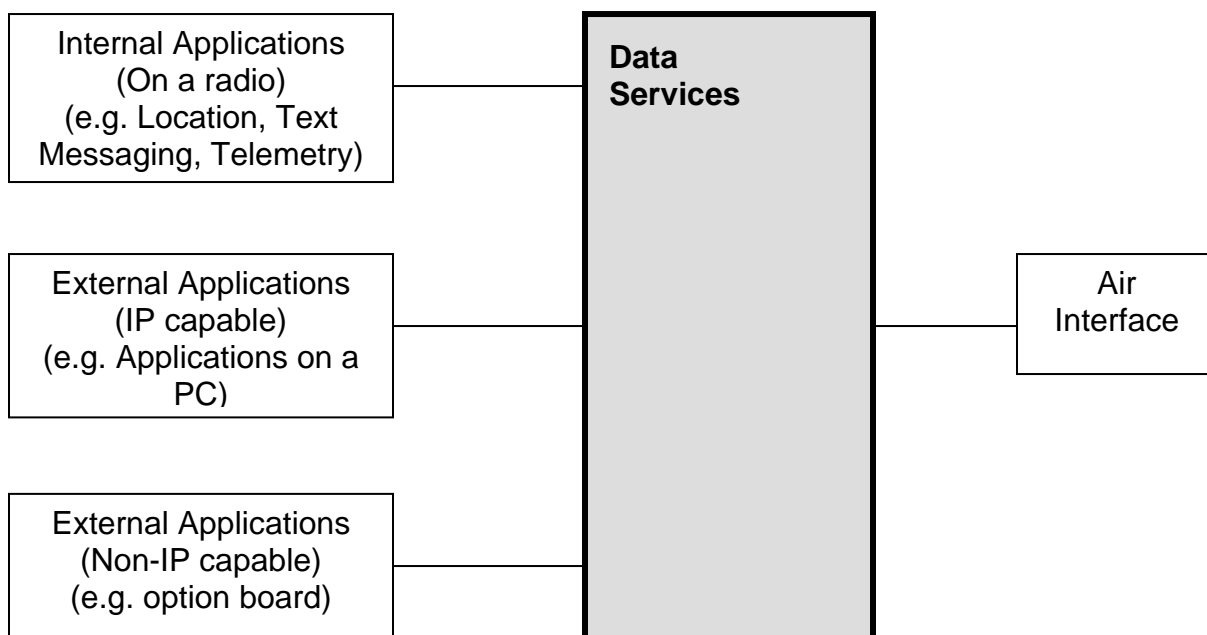 Internal Applications
(On a radio)
(e.g. Location, Text
Messaging, Telemetry)
Data
Services
External Applications
(IP capable)
(e.g. Applications on a
PC)
Air
Interface
External Applications
(Non-IP capable)
(e.g. option board)